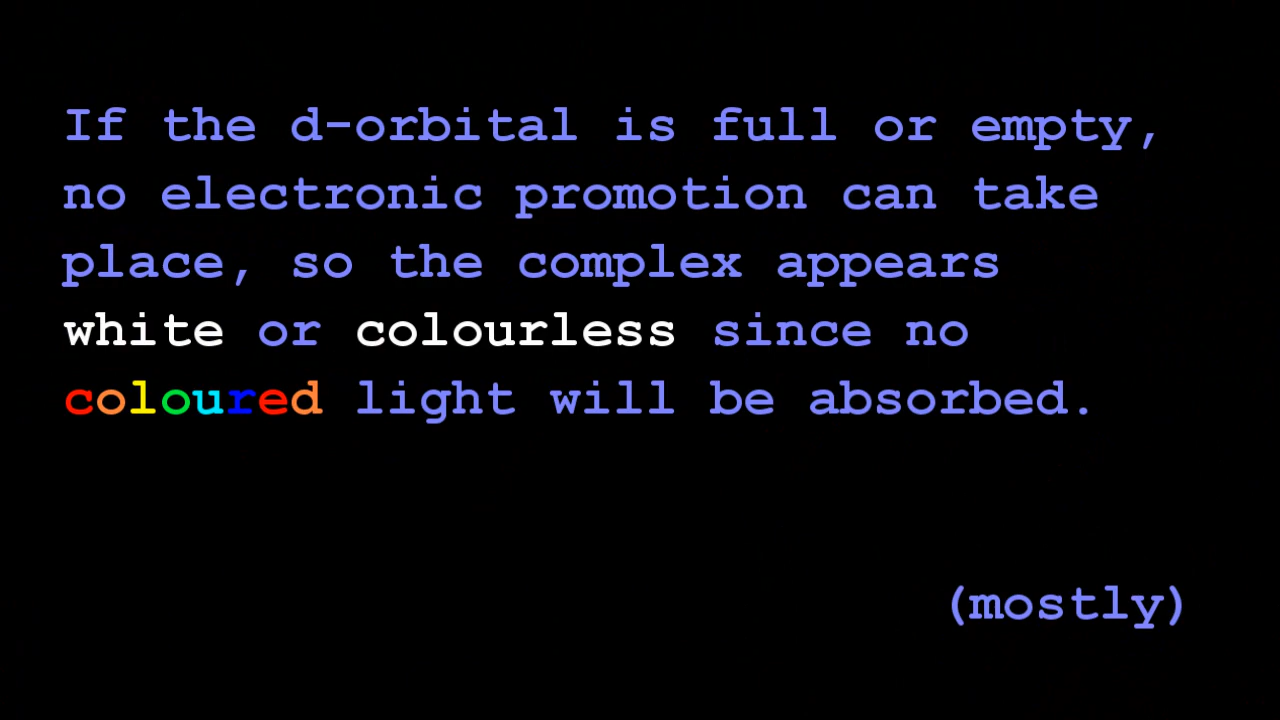 If the d-orbital is full or empty,
no electronic promotion can take
place, so the complex appears
white or colourless since no
coloured light will be absorbed.
(mostly)